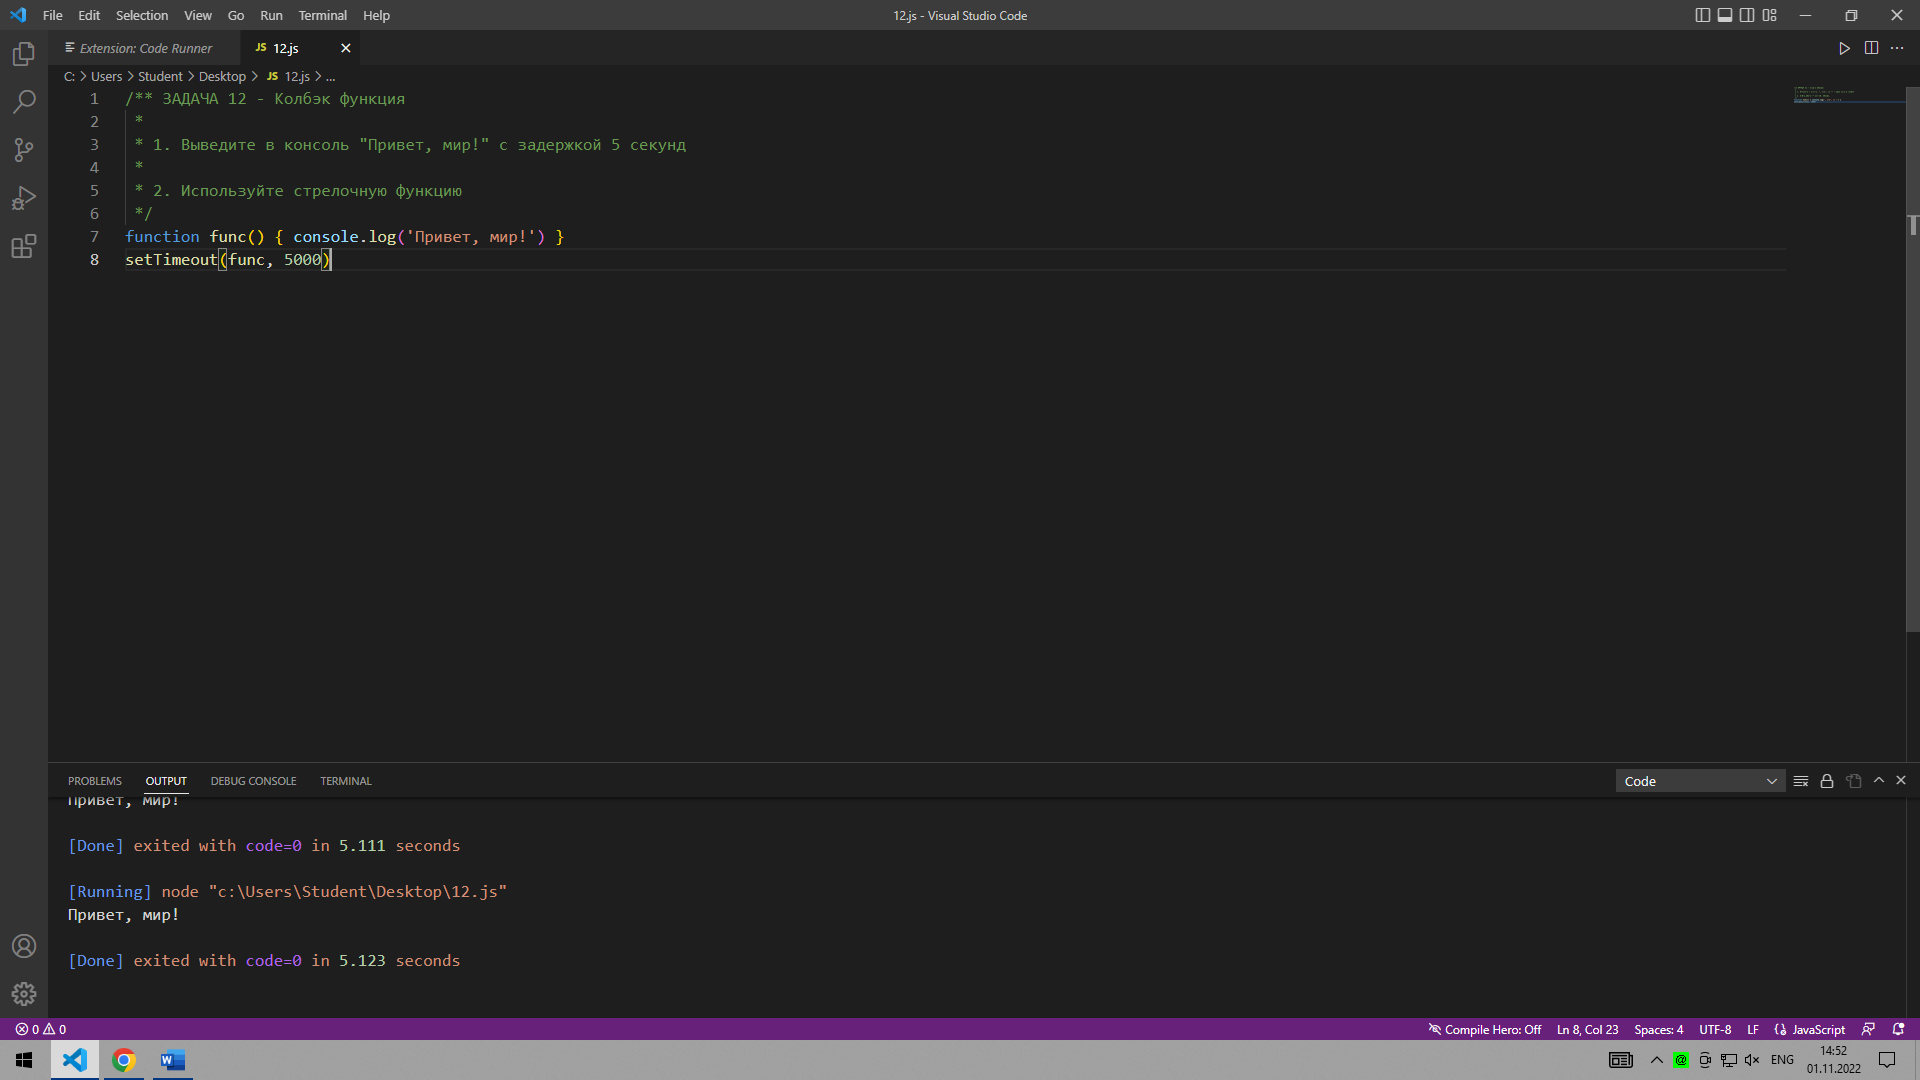 File Edit Selection View Go Run Terminal Help
12.js - Visual Studio Code
Extension: Code Runner
JS 12.js
C: > Users > Student > Desktop > JS 12.js > ...
1 /** ЗАДАЧА 12 - Колбэк функция
2 *
3 * 1. Выведите в консоль "Привет, мир!" с задержкой 5 секунд
4 *
5 * 2. Используйте стрелочную функцию
6 */
7 function func() { console.log('Привет, мир!') }
8 setTimeout(func, 5000)
PROBLEMS OUTPUT DEBUG CONSOLE TERMINAL
Code
Привет, мир!
[Done] exited with code=0 in 5.111 seconds
[Running] node "c:\Users\Student\Desktop\12.js"
Привет, мир!
[Done] exited with code=0 in 5.123 seconds
0 0
Compile Hero: Off Ln 8, Col 23 Spaces: 4 UTF-8 LF JavaScript
ENG
14:52
01.11.2022